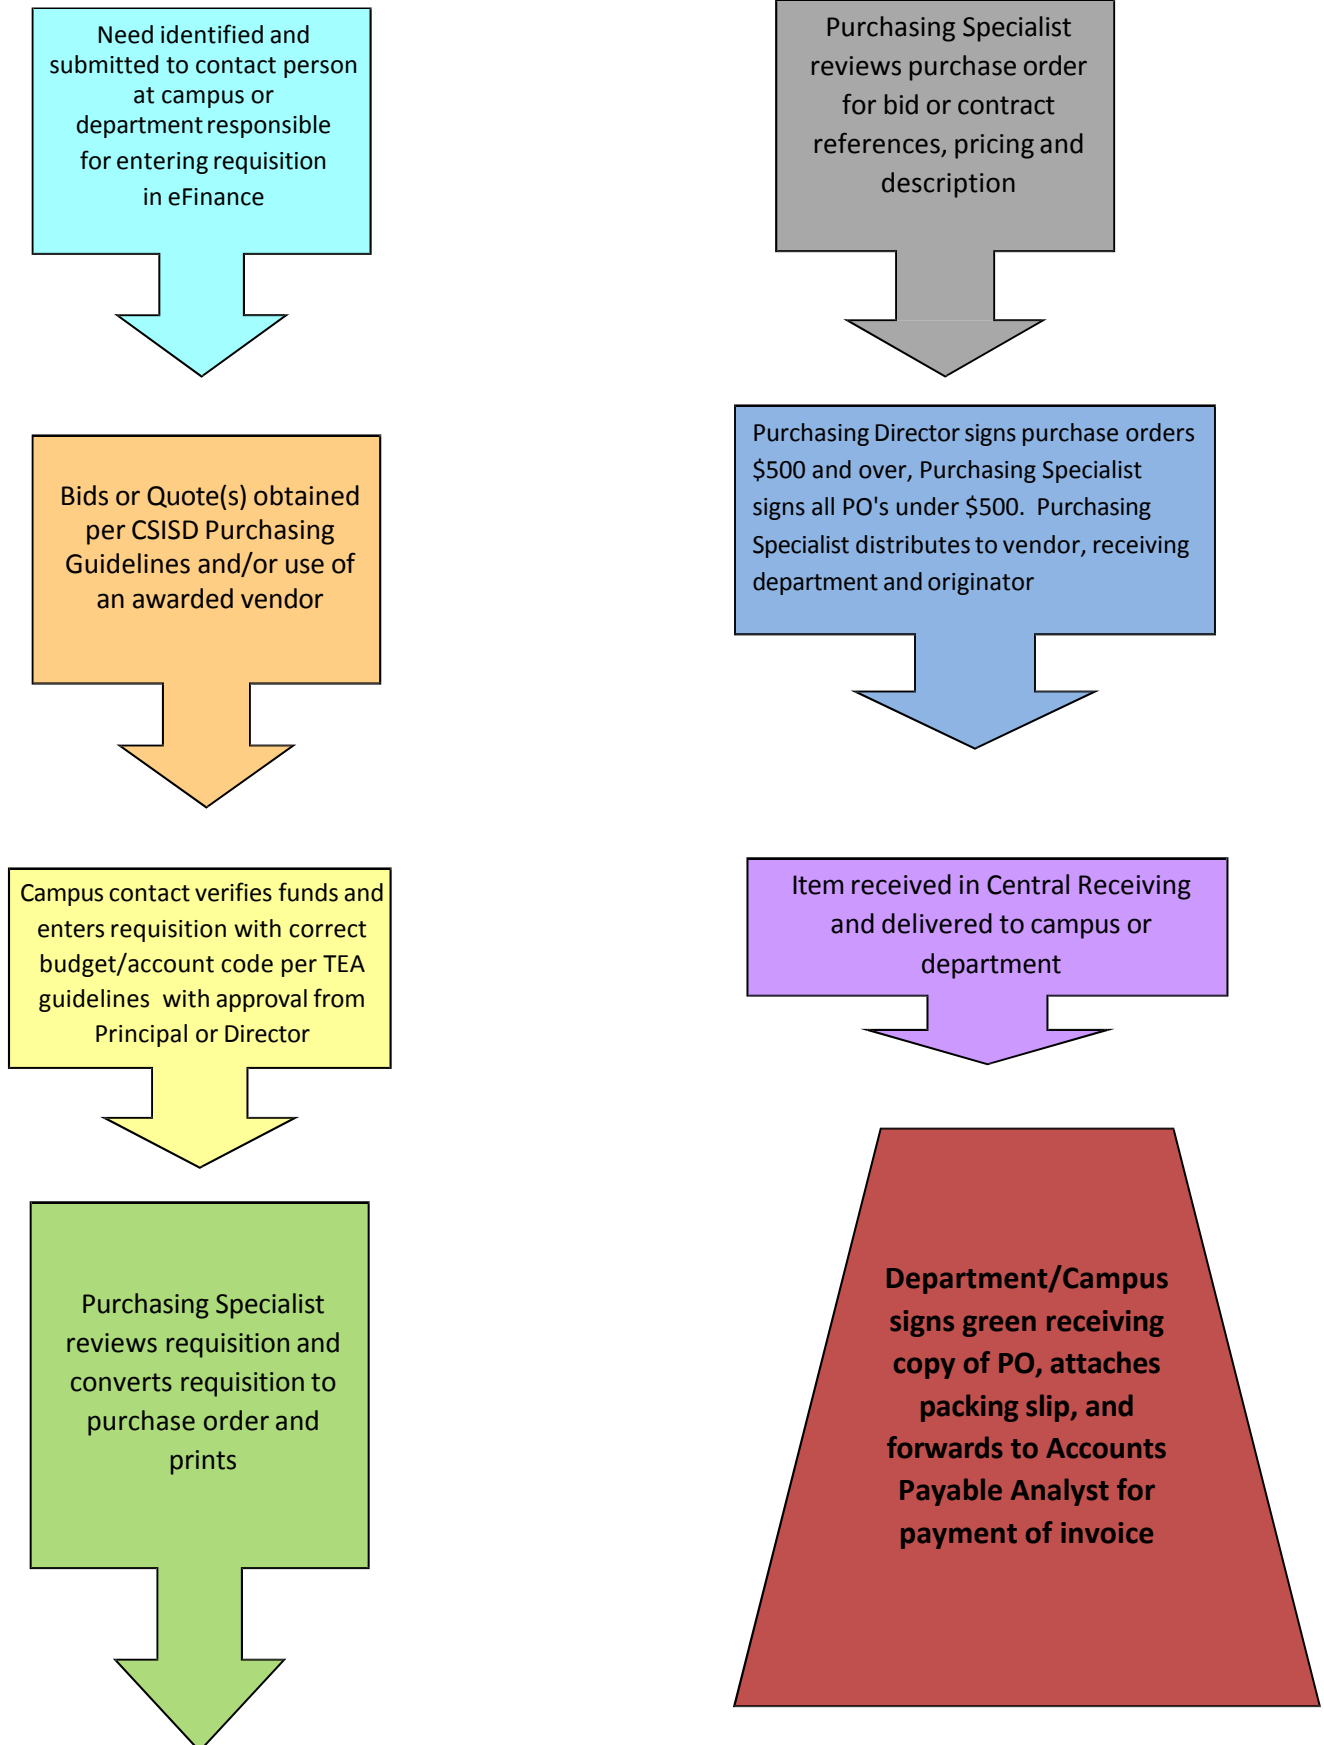 Need identified and
submitted to contact person
at campus or
department responsible
for entering requisition
in eFinance
Bids or Quote(s) obtained
per CSISD Purchasing
Guidelines and/or use of
an awarded vendor
Campus contact verifies funds and
enters requisition with correct
budget/account code per TEA
guidelines with approval from
Principal or Director
Purchasing Specialist
reviews requisition and
converts requisition to
purchase order and
prints
Purchasing Specialist
reviews purchase order
for bid or contract
references, pricing and
description
Purchasing Director signs purchase orders
$500 and over, Purchasing Specialist
signs all PO's under $500. Purchasing
Specialist distributes to vendor, receiving
department and originator
Item received in Central Receiving
and delivered to campus or
department
Department/Campus
signs green receiving
copy of PO, attaches
packing slip, and
forwards to Accounts
Payable Analyst for
payment of invoice